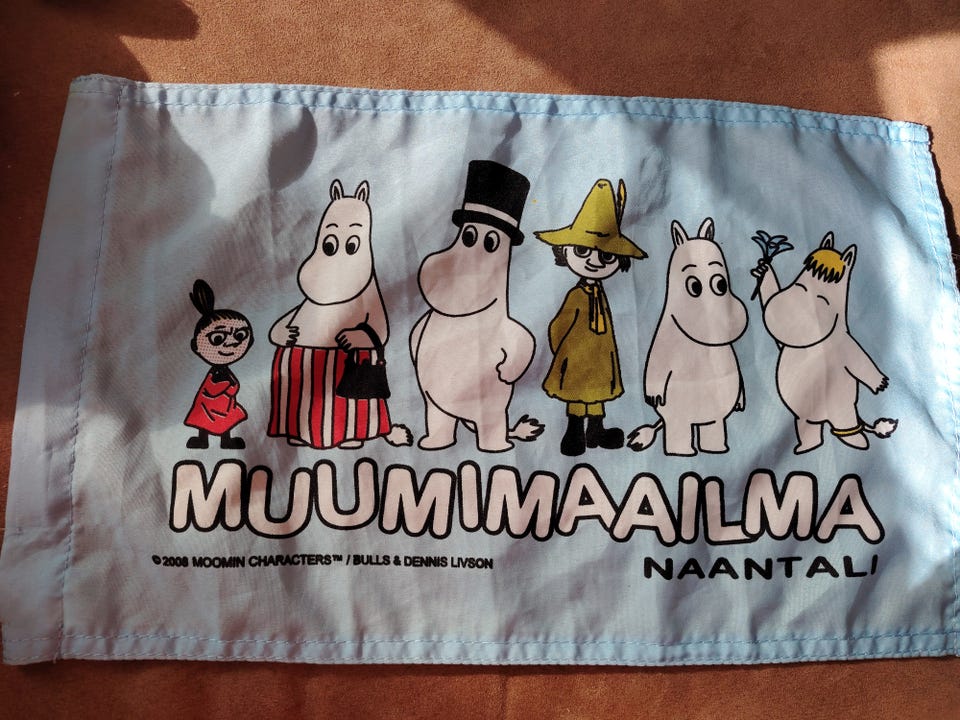 MUUMIMAAILMA
©2008 MOOMIN CHARACTERS™ / BULLS & DENNIS LIVSON
NAANTALI